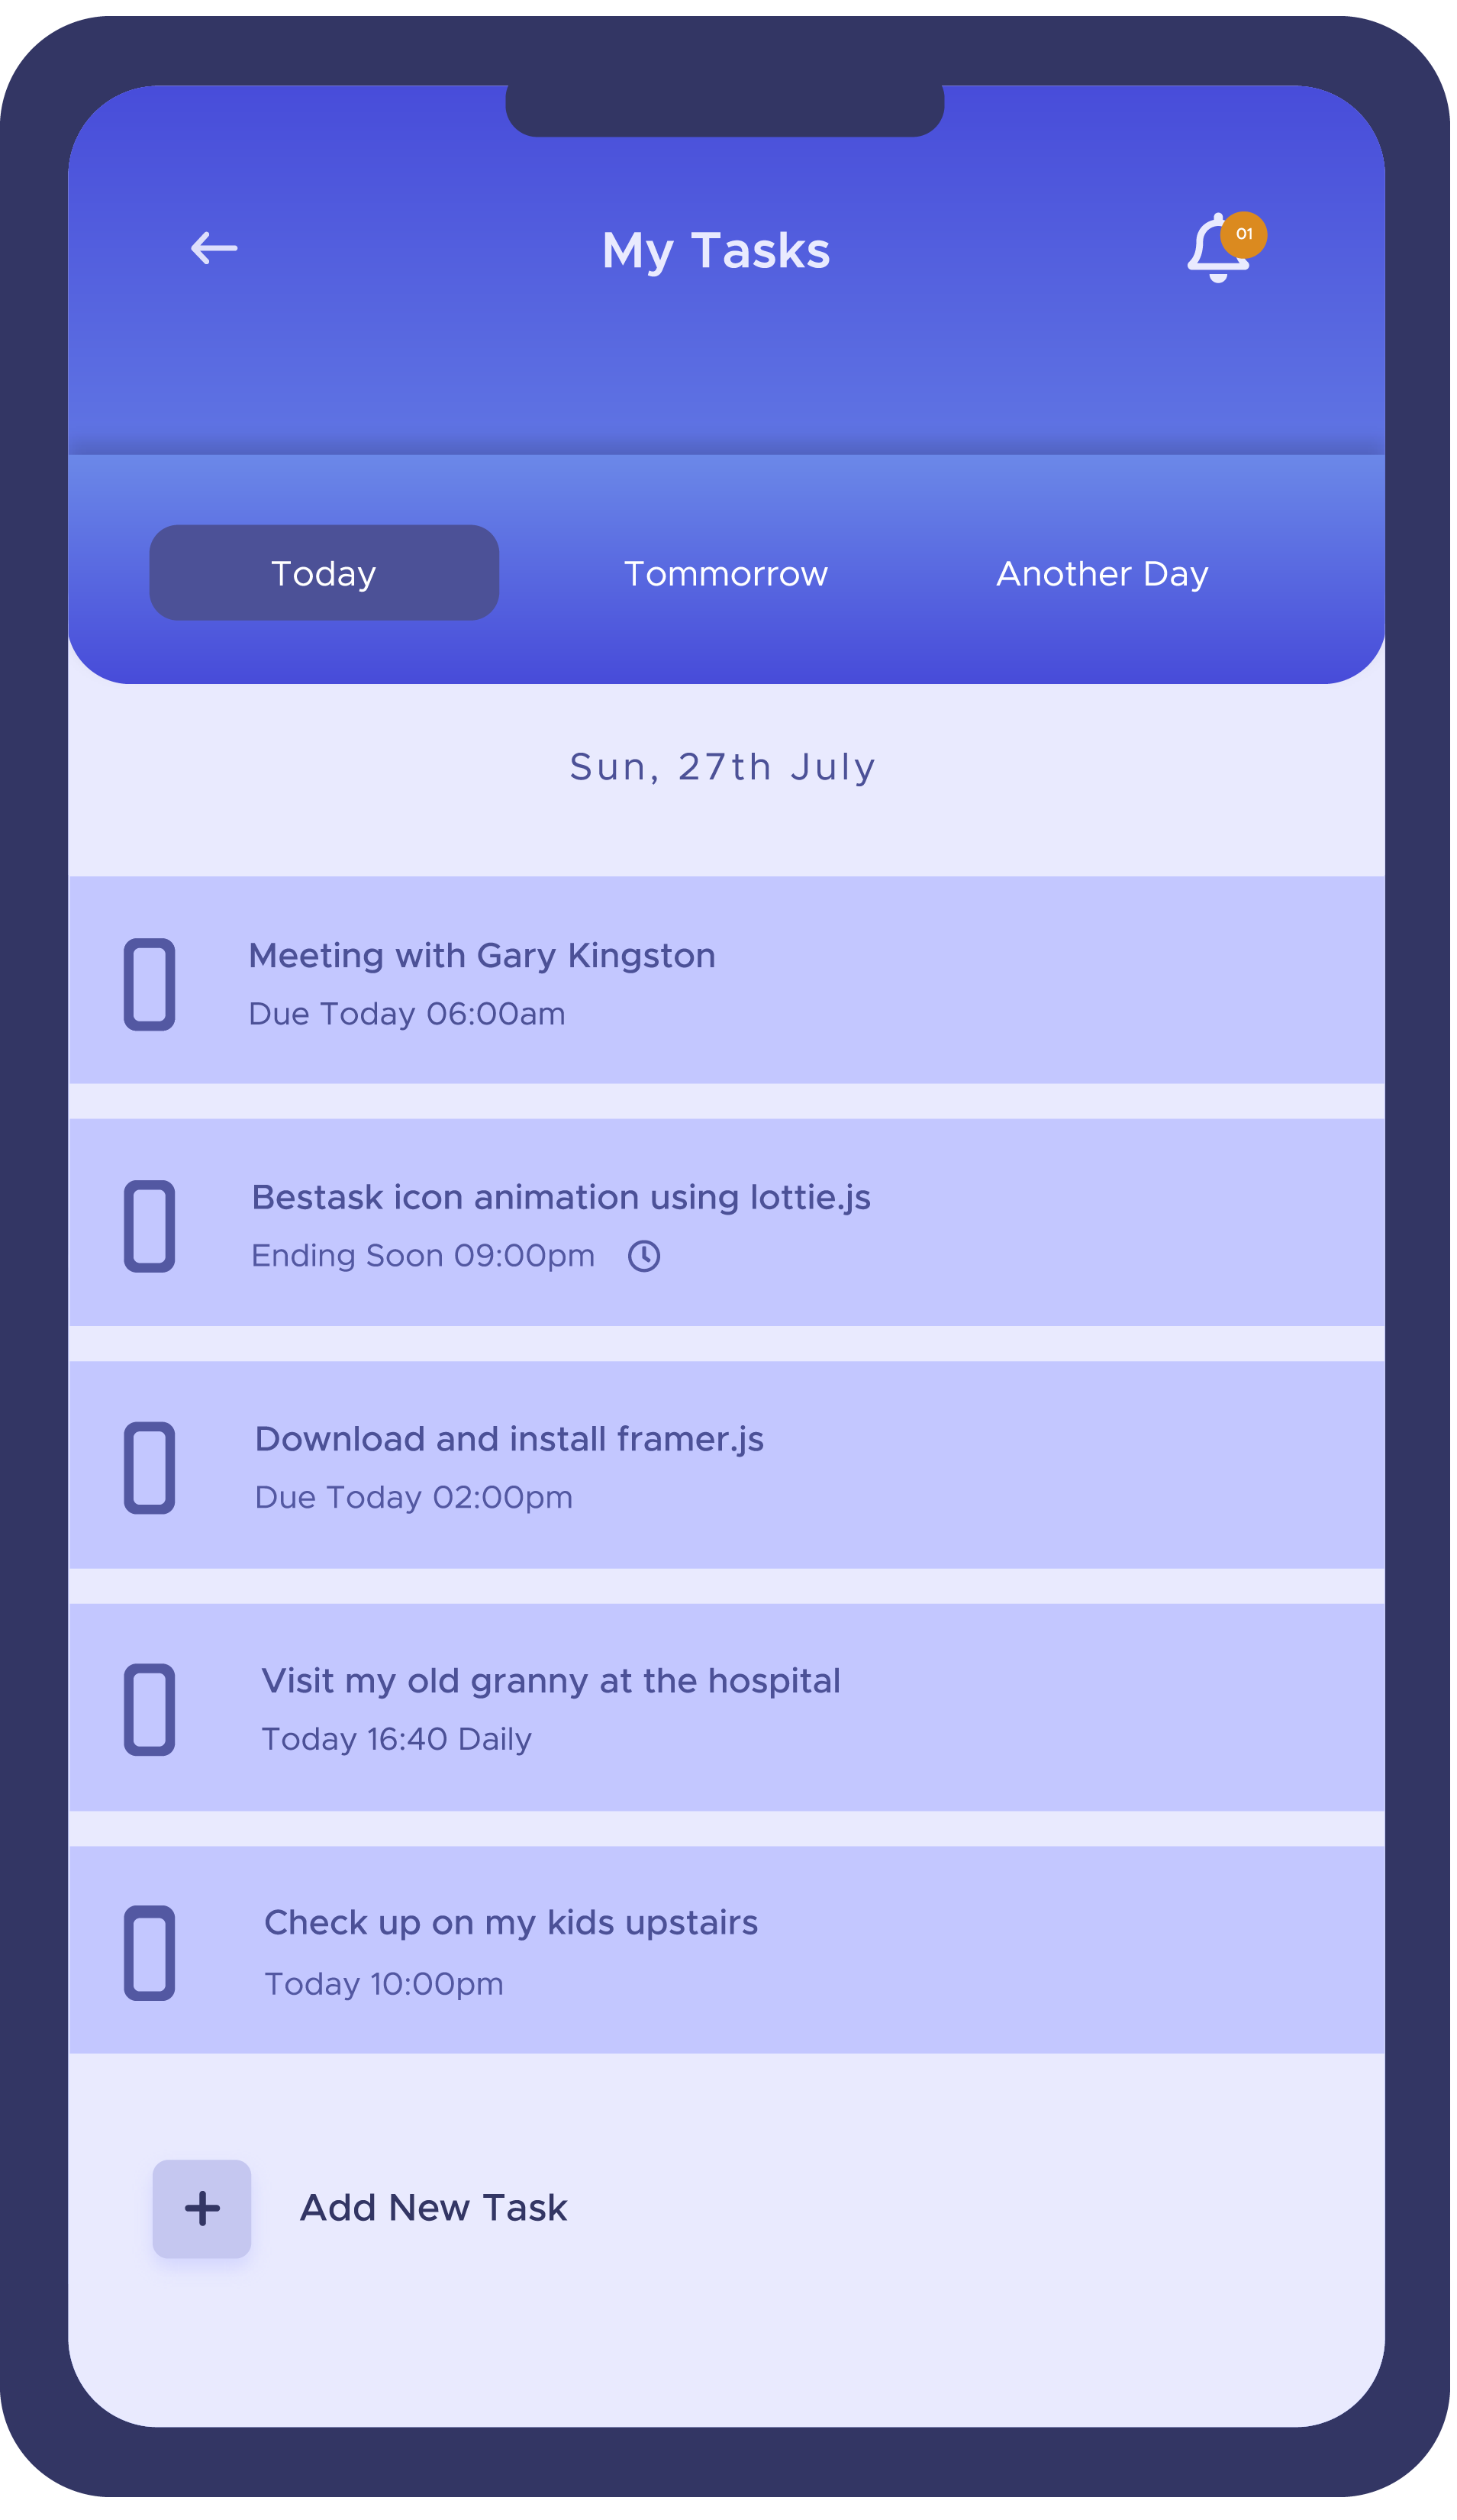 My Tasks
01
Today
Tommorrow
Another Day
Sun, 27th July
Meeting with Gary Kingston
Due Today 06:00am
Bestask icon animation using lottie.js
Ending Soon 09:00pm
Download and install framer.js
Due Today 02:00pm
Visit my old granny at the hospital
Today 16:40 Daily
Check up on my kids upstairs
Today 10:00pm
Add New Task